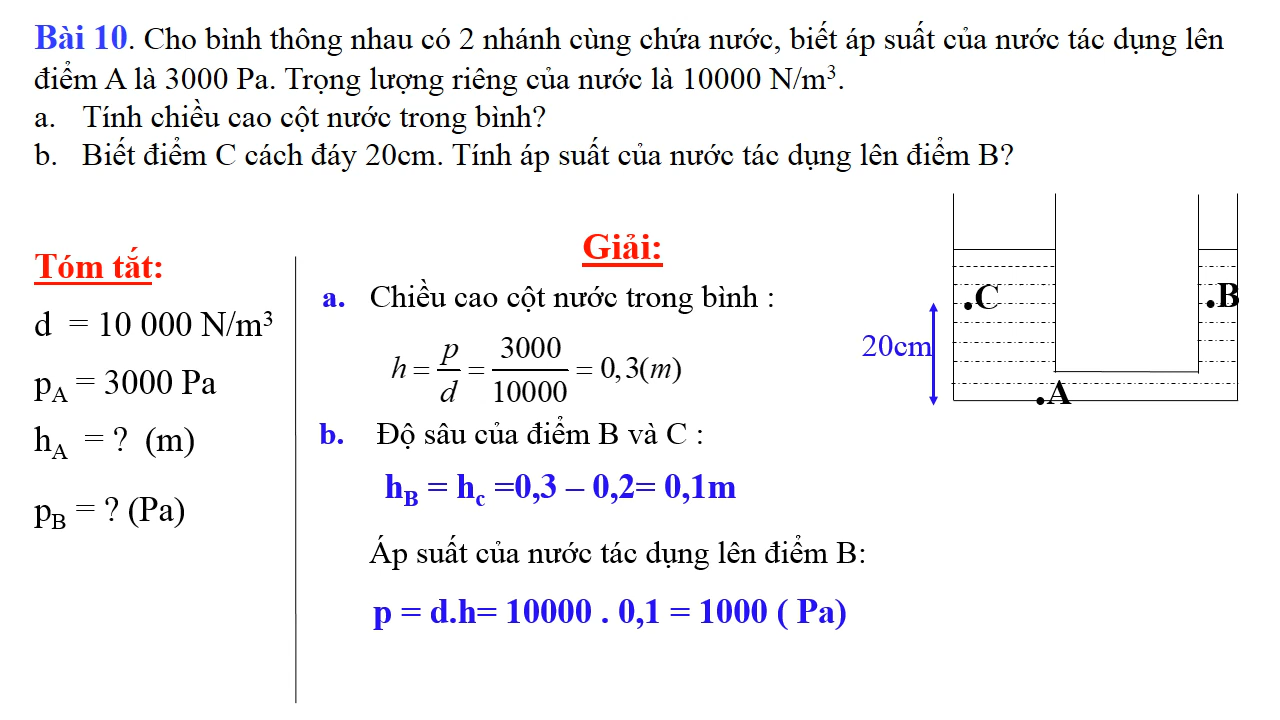 Bài 10. Cho bình thông nhau có 2 nhánh cùng chứa nước, biết áp suất của nước tác dụng lên
điểm A là 3000 Pa. Trọng lượng riêng của nước là 10000 N/m³.
a. Tính chiều cao cột nước trong bình?
b. Biết điểm C cách đáy 20cm. Tính áp suất của nước tác dụng lên điểm B?
Tóm tắt:
d = 10 000 N/m³
p_A = 3000 Pa
h_A = ? (m)
p_B = ? (Pa)
Giải:
a. Chiều cao cột nước trong bình :
h = p/d = 3000/10000 = 0,3(m)
b. Độ sâu của điểm B và C :
h_B = h_c =0,3 – 0,2= 0,1m
Áp suất của nước tác dụng lên điểm B:
p = d.h= 10000 . 0,1 = 1000 ( Pa)
.C
.B
20cm
.A